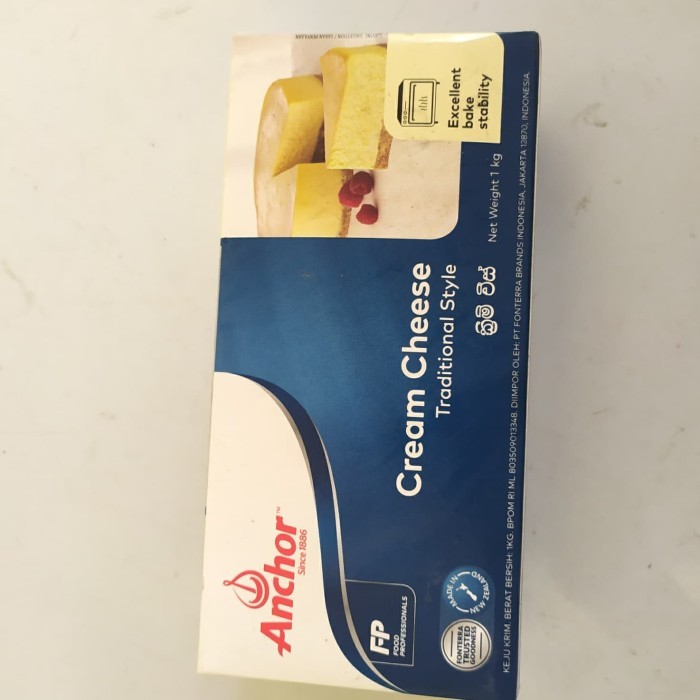 Anchor™
Since 1886
FP
FOOD
PROFESSIONALS
Cream Cheese
Traditional Style
ක්‍රීම් චීස්
Net Weight 1 kg
Excellent
bake
stability
FONTERRA
TRUSTED
GOODNESS
MADE IN
NEW ZEALAND
KEJU KRIM. BERAT BERSIH: 1KG. BPOM RI ML 803509013348. DIIMPOR OLEH: PT FONTERRA BRANDS INDONESIA, JAKARTA 12870, INDONESIA.